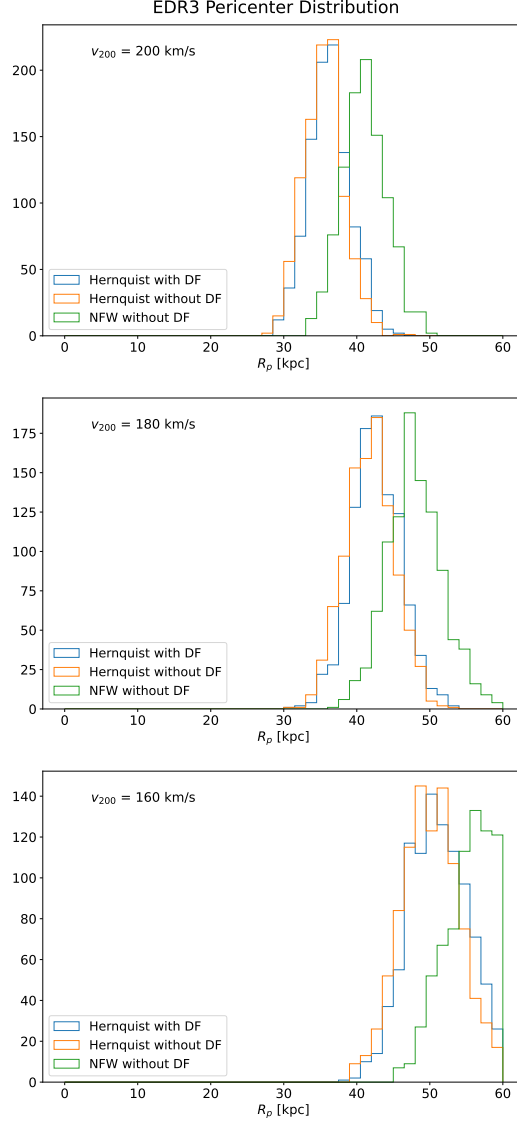 EDR3 Pericenter Distribution
v200 = 200 km/s
200
150
100
50
0
Hernquist with DF
Hernquist without DF
NFW without DF
0 10 20 30 40 50 60
Rp [kpc]
v200 = 180 km/s
175
150
125
100
75
50
25
0
Hernquist with DF
Hernquist without DF
NFW without DF
0 10 20 30 40 50 60
Rp [kpc]
v200 = 160 km/s
140
120
100
80
60
40
20
0
Hernquist with DF
Hernquist without DF
NFW without DF
0 10 20 30 40 50 60
Rp [kpc]